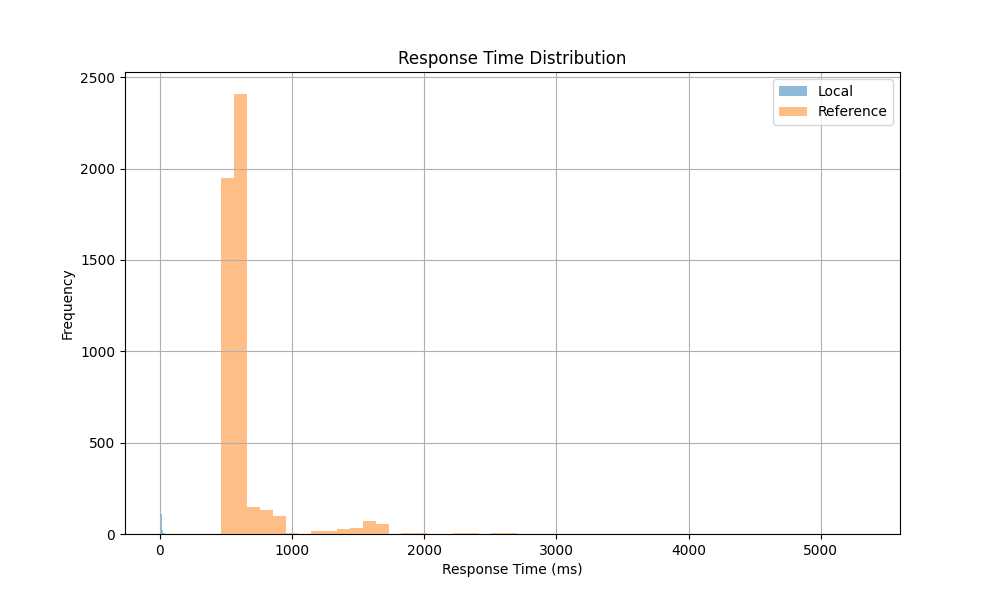 Response Time Distribution
Local
Reference
2500
2000
1500
1000
500
0
Frequency
0 1000 2000 3000 4000 5000
Response Time (ms)